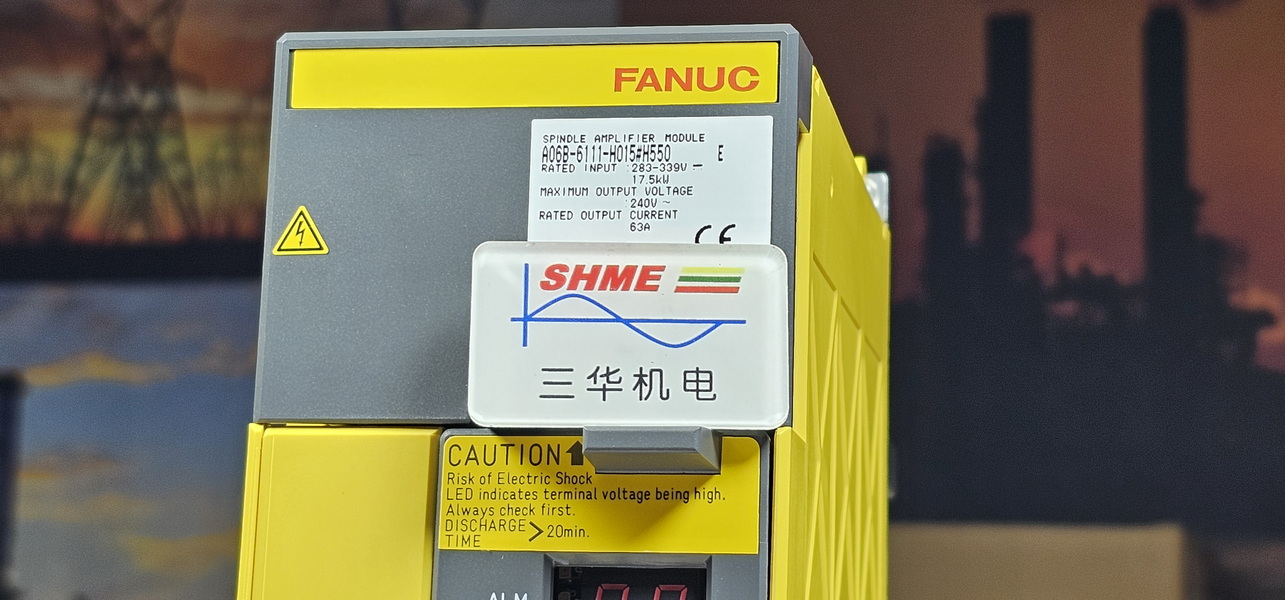 FANUC
SPINDLE AMPLIFIER MODULE
A06B-6111-H015#H550 E
RATED INPUT :283-339V ⎓
17.5kW
MAXIMUM OUTPUT VOLTAGE
:240V ~
RATED OUTPUT CURRENT
63A
CE
SHME
三华机电
CAUTION
Risk of Electric Shock
LED indicates terminal voltage being high.
Always check first.
DISCHARGE > 20min.
TIME
ALM